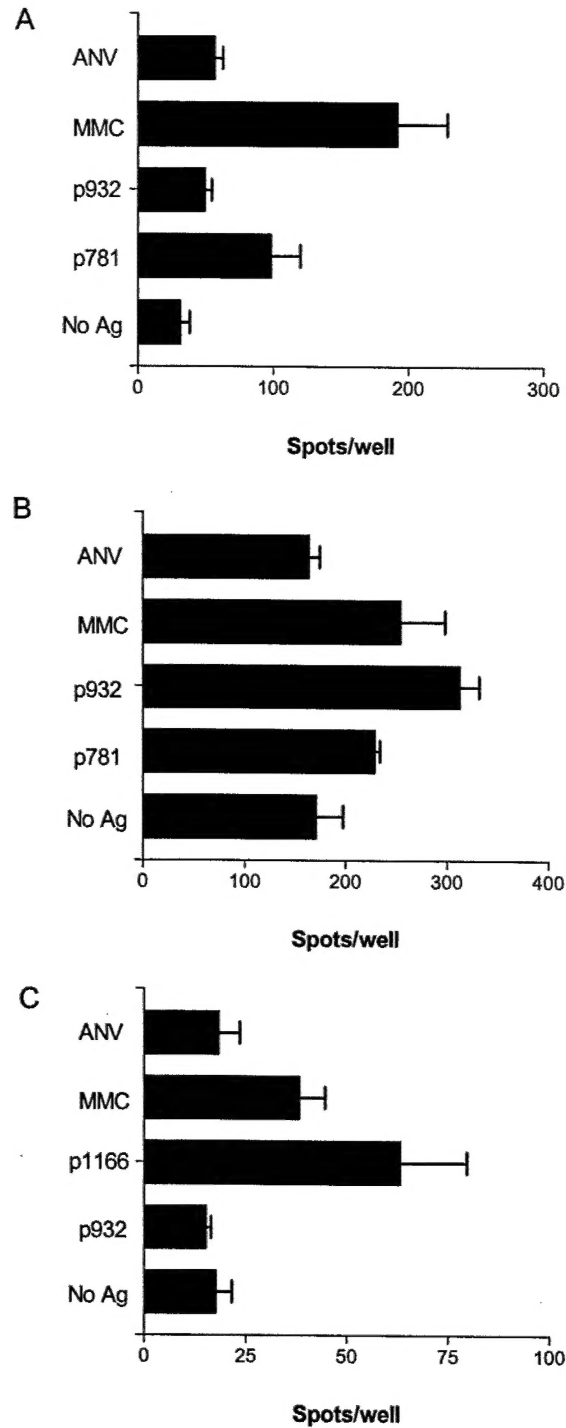 A
ANV
MMC
p932
p781
No Ag
0 100 200 300
Spots/well
B
ANV
MMC
p932
p781
No Ag
0 100 200 300 400
Spots/well
C
ANV
MMC
p1166
p932
No Ag
0 25 50 75 100
Spots/well